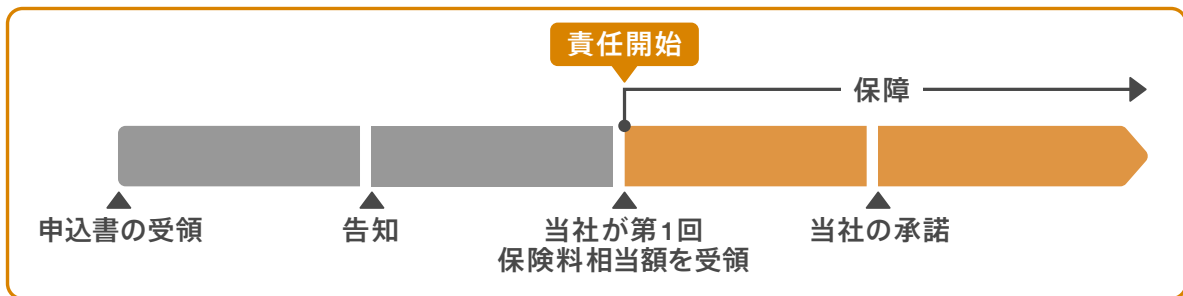 責任開始
保障
申込書の受領
告知
当社が第1回
保険料相当額を受領
当社の承諾